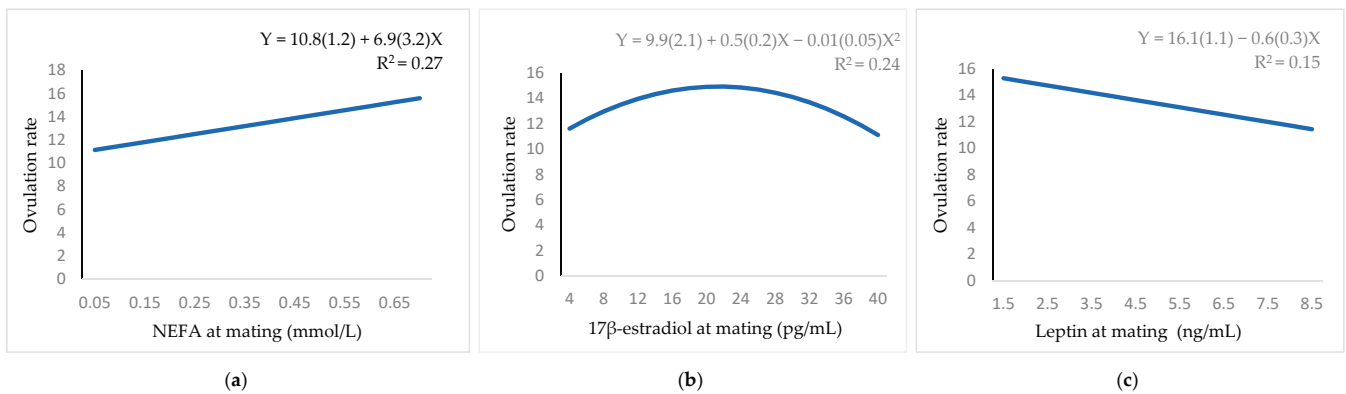 Y = 10.8(1.2) + 6.9(3.2)X
R² = 0.27
18
16
14
12
10
8
6
4
2
0
Ovulation rate
0.05 0.15 0.25 0.35 0.45 0.55 0.65
NEFA at mating (mmol/L)
(a)
Y = 9.9(2.1) + 0.5(0.2)X − 0.01(0.05)X²
R² = 0.24
16
14
12
10
8
6
4
2
0
Ovulation rate
4 8 12 16 20 24 28 32 36 40
17β-estradiol at mating (pg/mL)
(b)
Y = 16.1(1.1) − 0.6(0.3)X
R² = 0.15
16
14
12
10
8
6
4
2
0
Ovulation rate
1.5 2.5 3.5 4.5 5.5 6.5 7.5 8.5
Leptin at mating (ng/mL)
(c)